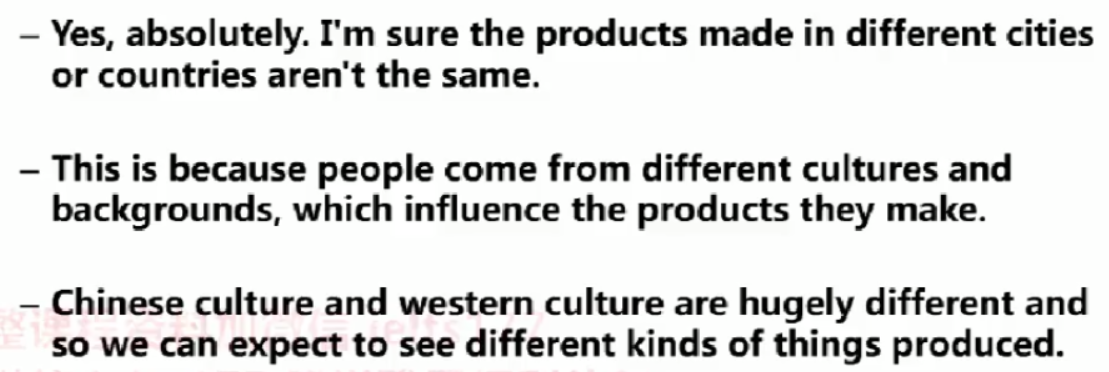 – Yes, absolutely. I'm sure the products made in different cities
or countries aren't the same.
– This is because people come from different cultures and
backgrounds, which influence the products they make.
– Chinese culture and western culture are hugely different and
so we can expect to see different kinds of things produced.